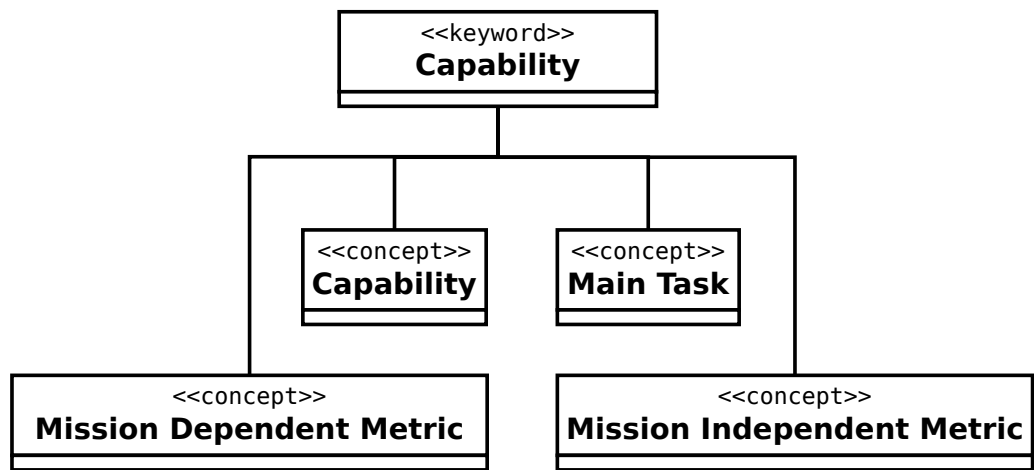 <<keyword>>
Capability
<<concept>>
Capability
<<concept>>
Main Task
<<concept>>
Mission Dependent Metric
<<concept>>
Mission Independent Metric